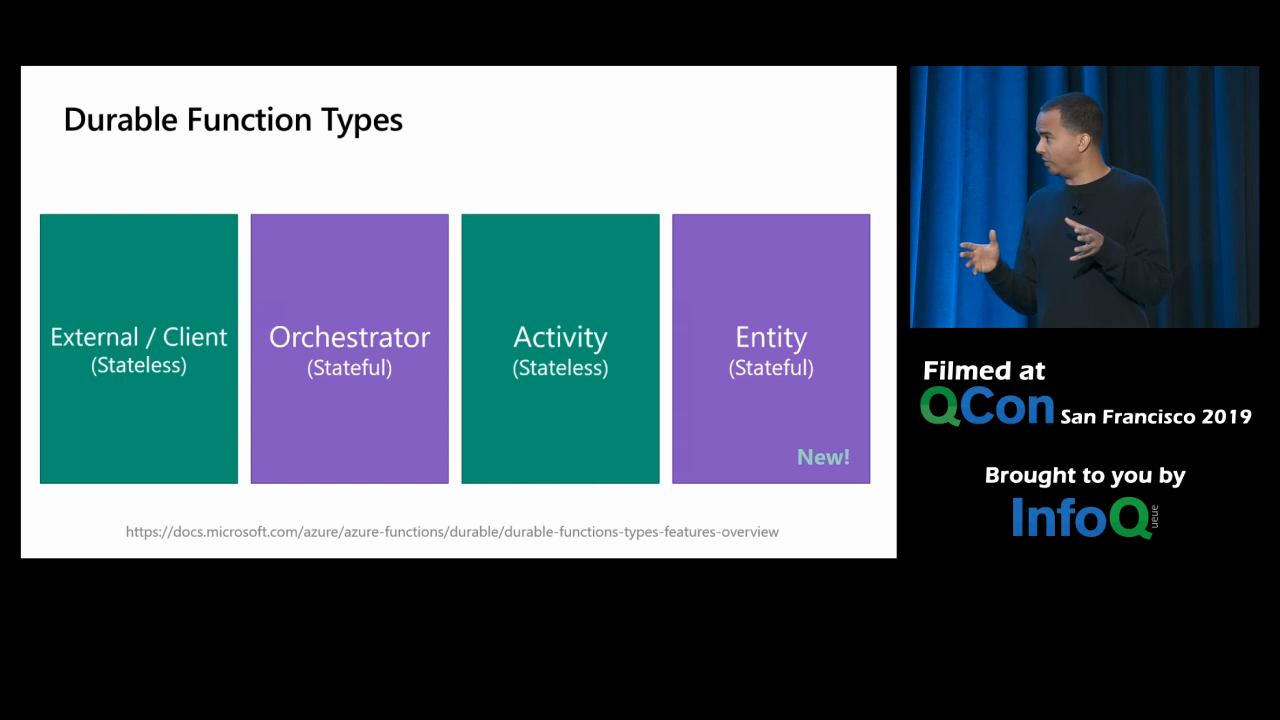 Durable Function Types
External / Client
(Stateless)
Orchestrator
(Stateful)
Activity
(Stateless)
Entity
(Stateful)
New!
https://docs.microsoft.com/azure/azure-functions/durable/durable-functions-types-features-overview
Filmed at
QCon San Francisco 2019
Brought to you by
InfoQ
ueue